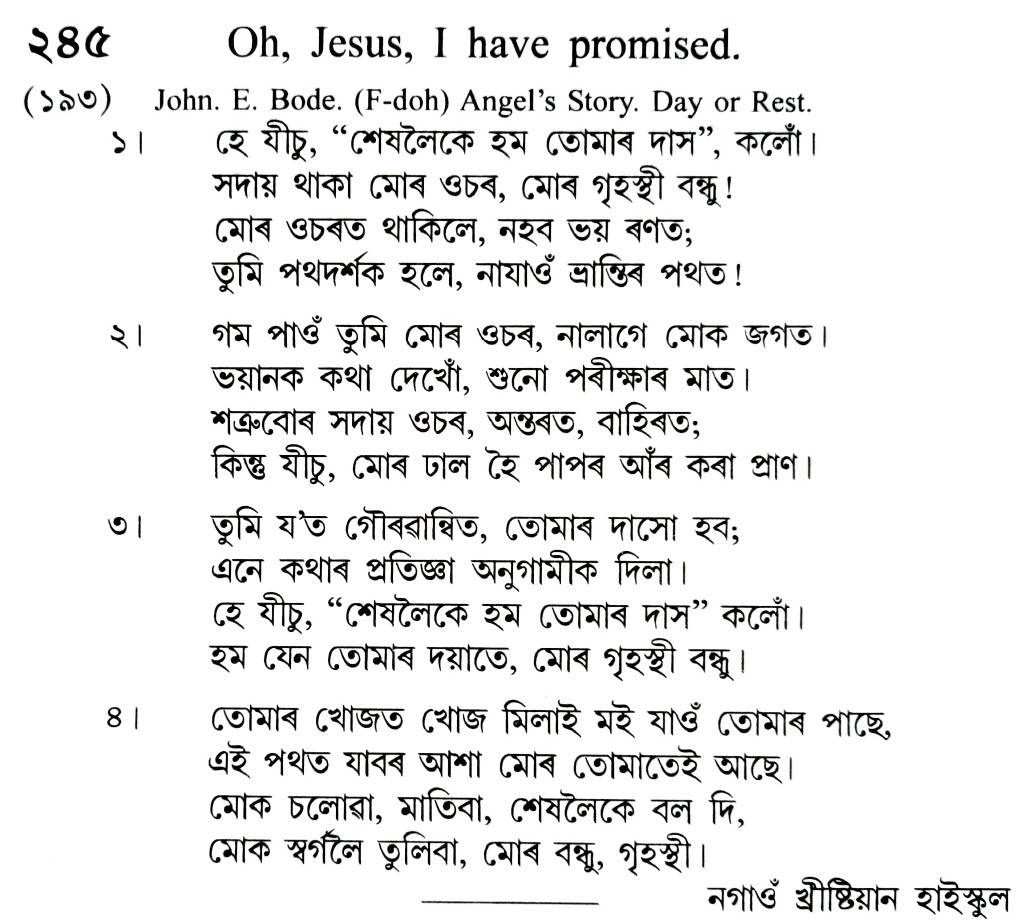 ২৪৫ Oh, Jesus, I have promised.
(১৯৩) John. E. Bode. (F-doh) Angel's Story. Day or Rest.
১। হে যীচু, “শেষলৈকে হম তোমাৰ দাস”, কলোঁ।
সদায় থাকা মোৰ ওচৰ, মোৰ গৃহস্থী বন্ধু!
মোৰ ওচৰত থাকিলে, নহব ভয় ৰণত;
তুমি পথদৰ্শক হলে, নাযাওঁ ভ্ৰান্তিৰ পথত!
২। গম পাওঁ তুমি মোৰ ওচৰ, নালাগে মোক জগত।
ভয়ানক কথা দেখোঁ, শুনো পৰীক্ষাৰ মাত।
শত্ৰুবোৰ সদায় ওচৰ, অন্তৰত, বাহিৰত;
কিন্তু যীচু, মোৰ ঢাল হৈ পাপৰ আঁৰ কৰা প্ৰাণ।
৩। তুমি য'ত গৌৰৱান্বিত, তোমাৰ দাসো হব;
এনে কথাৰ প্ৰতিজ্ঞা অনুগামীক দিলা।
হে যীচু, “শেষলৈকে হম তোমাৰ দাস” কলোঁ।
হম যেন তোমাৰ দয়াতে, মোৰ গৃহস্থী বন্ধু।
৪। তোমাৰ খোজত খোজ মিলাই মই যাওঁ তোমাৰ পাছে,
এই পথত যাবৰ আশা মোৰ তোমাতেই আছে।
মোক চলোৱা, মাতিবা, শেষলৈকে বল দি,
মোক স্বৰ্গলৈ তুলিবা, মোৰ বন্ধু, গৃহস্থী।
নগাওঁ খ্ৰীষ্টিয়ান হাইস্কুল